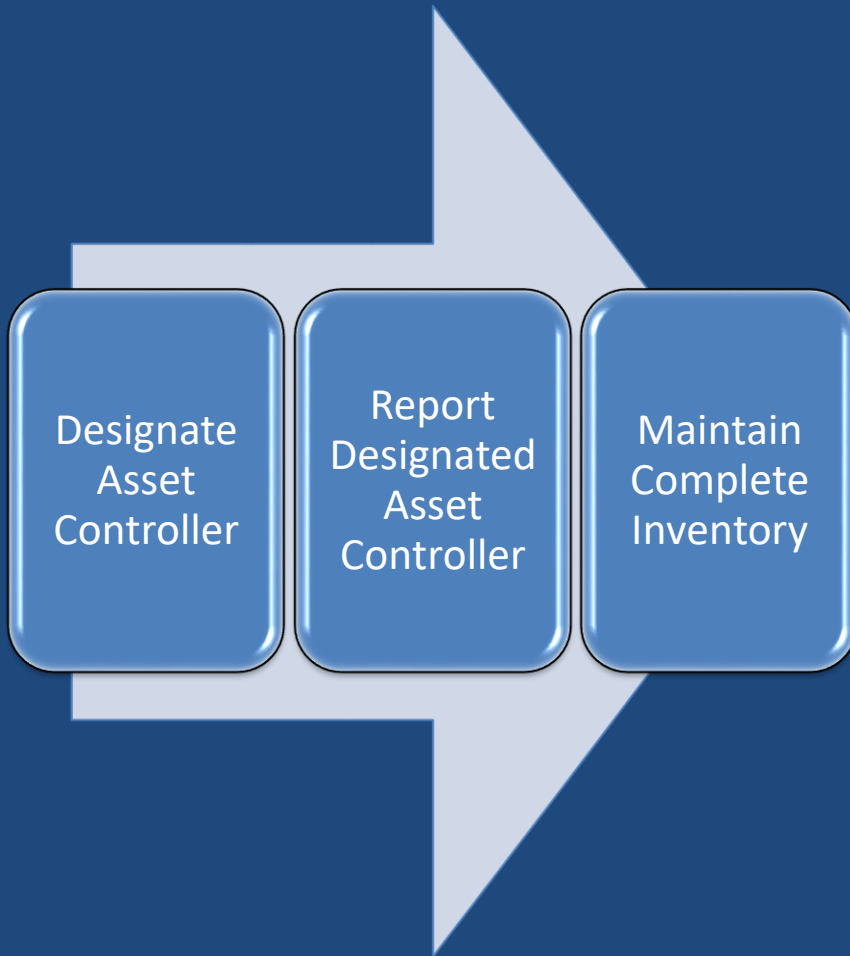 Designate
Asset
Controller
Report
Designated
Asset
Controller
Maintain
Complete
Inventory